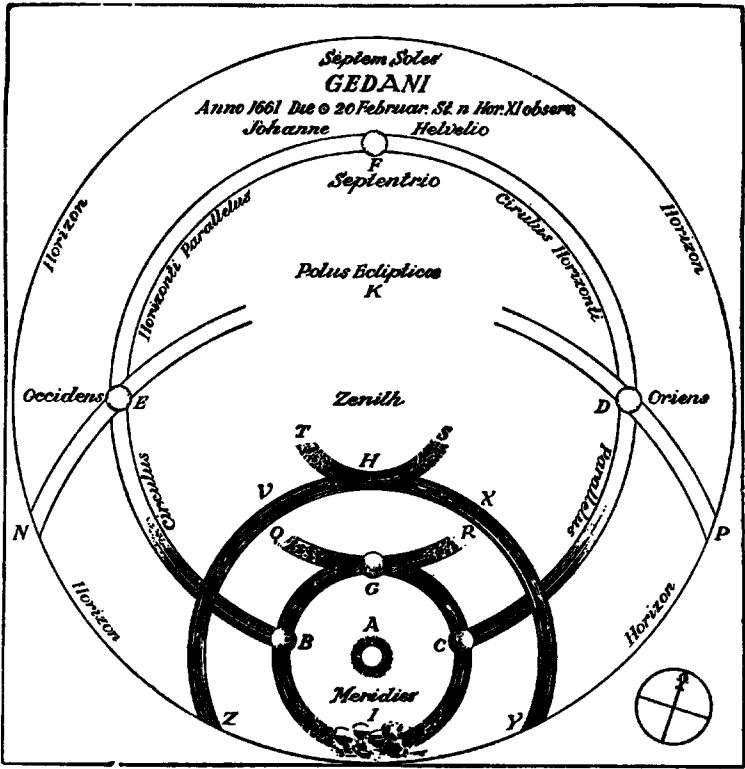 Septem Soles
GEDANI
Anno 1661 Die ⊙ 20 Februar. St. n Hor. XI observ
Johanne Helvelio
F
Septentrio
Horizon
Horizonti Parallelus
Cirulus Horizonti
Horizon
Polus Eclipticæ
K
Occidens
E
Zenith
D
Oriens
T
S
H
V
X
Circulus
Parallelus
N
P
Q
R
G
A
B
C
Horizon
Horizon
Meridies
I
Z
Y